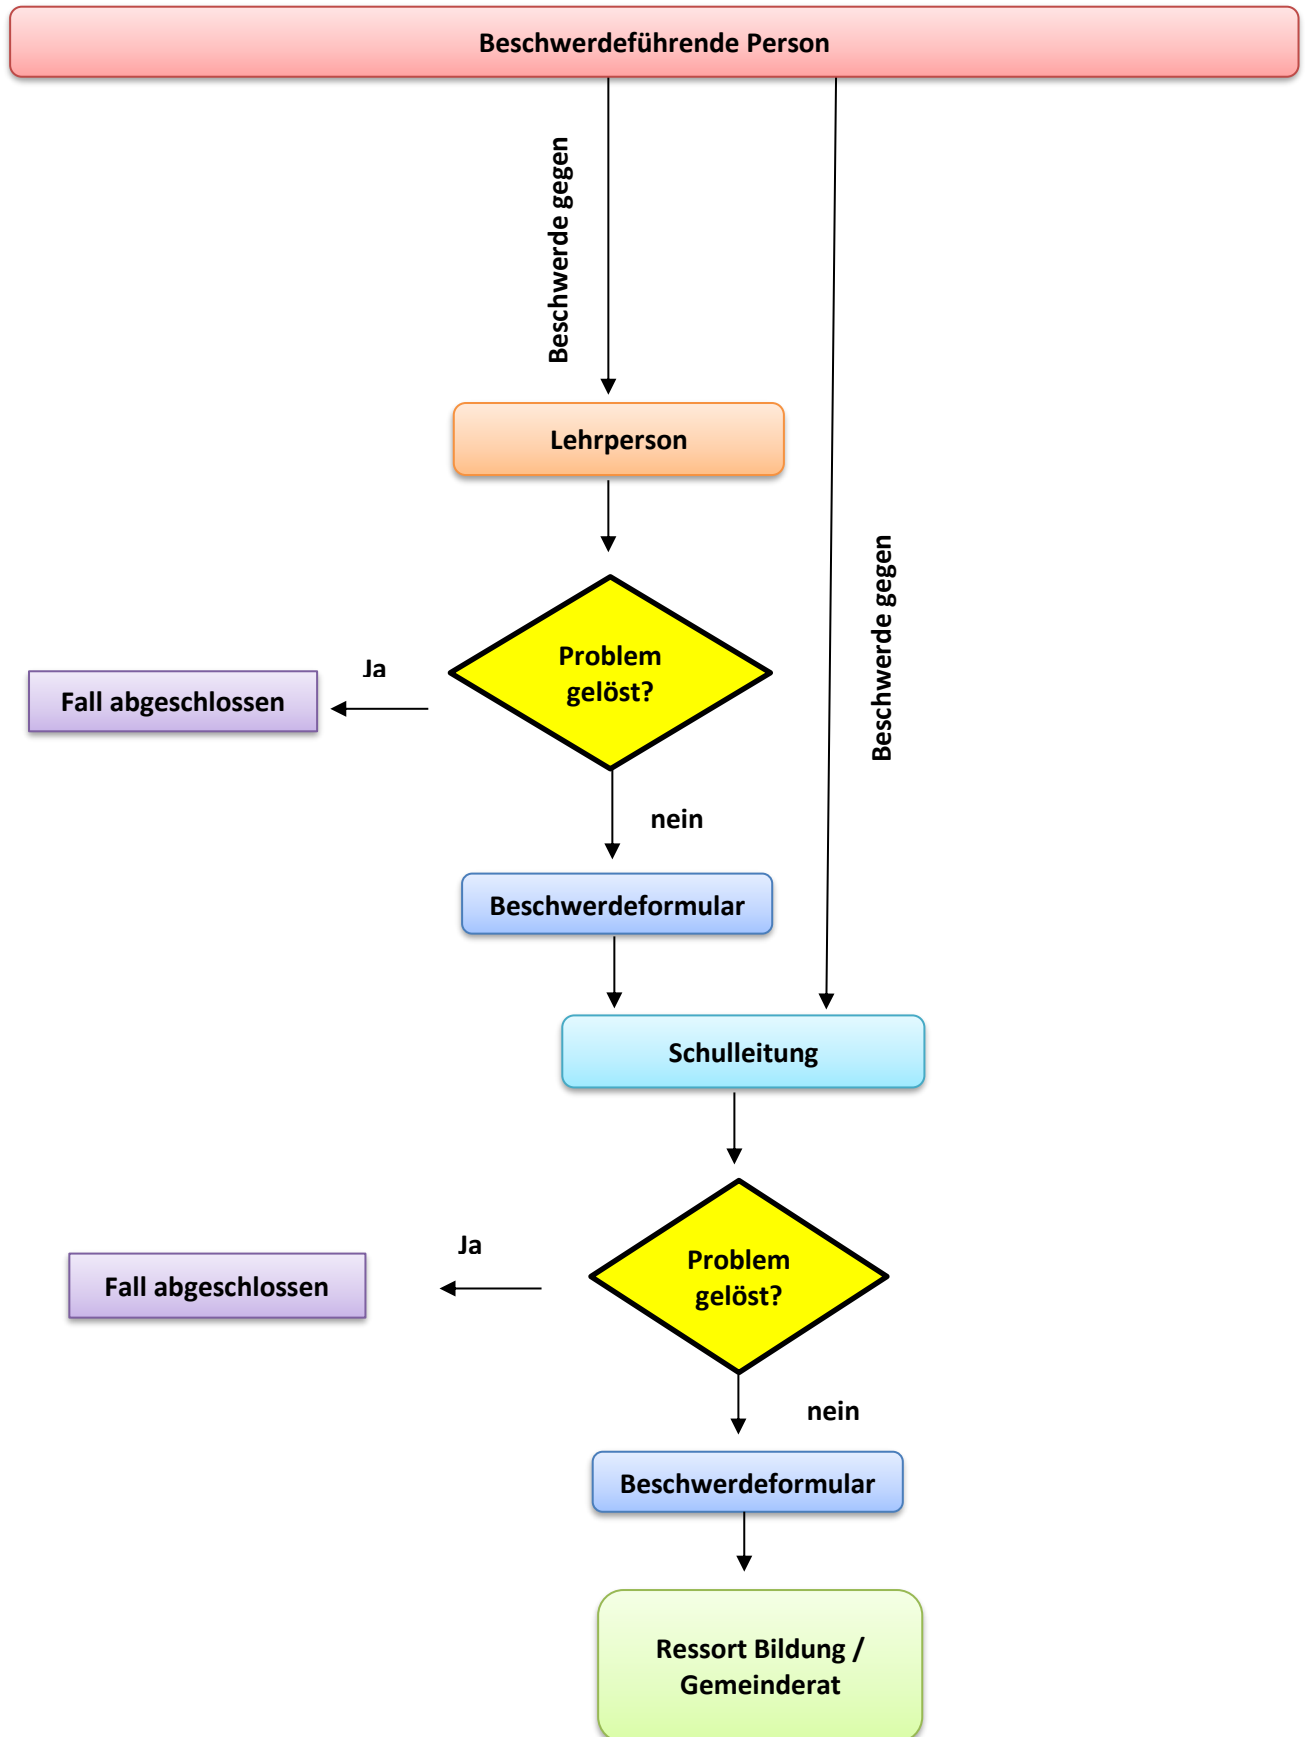 Beschwerdeführende Person
Beschwerde gegen
Lehrperson
Beschwerde gegen
Problem
gelöst?
Ja
Fall abgeschlossen
nein
Beschwerdeformular
Schulleitung
Problem
gelöst?
Ja
Fall abgeschlossen
nein
Beschwerdeformular
Ressort Bildung /
Gemeinderat